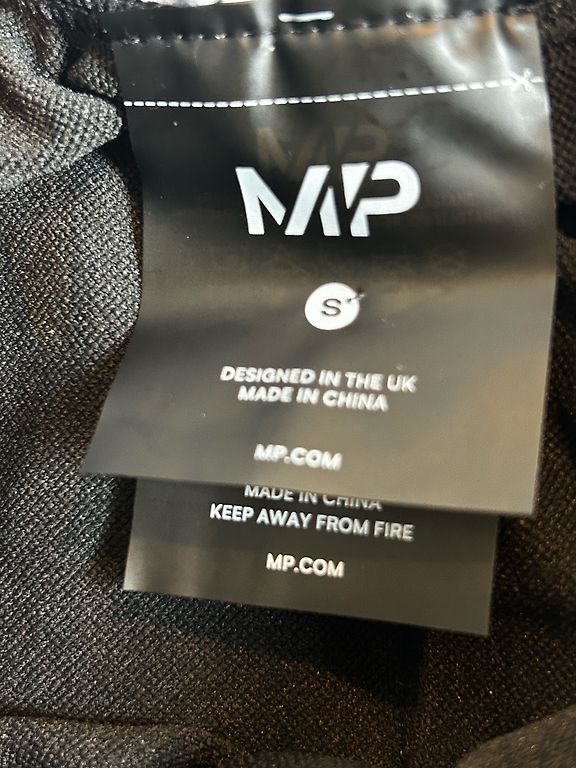 MP
S
DESIGNED IN THE UK
MADE IN CHINA
MP.COM
MADE IN CHINA
KEEP AWAY FROM FIRE
MP.COM